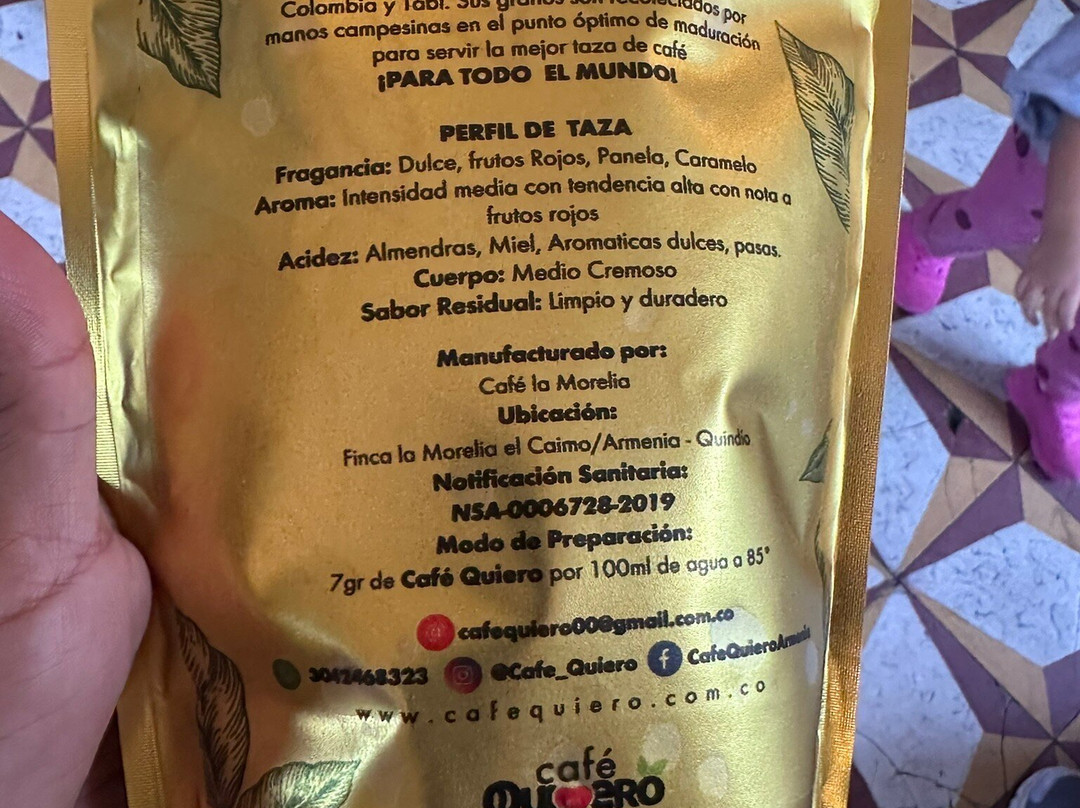 Colombia y Tabi. Sus granos son recolectados por
manos campesinas en el punto óptimo de maduración
para servir la mejor taza de café
¡PARA TODO EL MUNDO!
PERFIL DE TAZA
Fragancia: Dulce, frutos Rojos, Panela, Caramelo
Aroma: Intensidad media con tendencia alta con nota a
frutos rojos
Acidez: Almendras, Miel, Aromaticas dulces, pasas.
Cuerpo: Medio Cremoso
Sabor Residual: Limpio y duradero
Manufacturado por:
Café la Morelia
Ubicación:
Finca la Morelia el Caimo/Armenia - Quindío
Notificación Sanitaria:
NSA-0006728-2019
Modo de Preparación:
7gr de Café Quiero por 100ml de agua a 85°
cafequiero00@gmail.com.co
3042468323 @Cafe_Quiero CafeQuieroArmenia
www.cafequiero.com.co
café
QUIERO